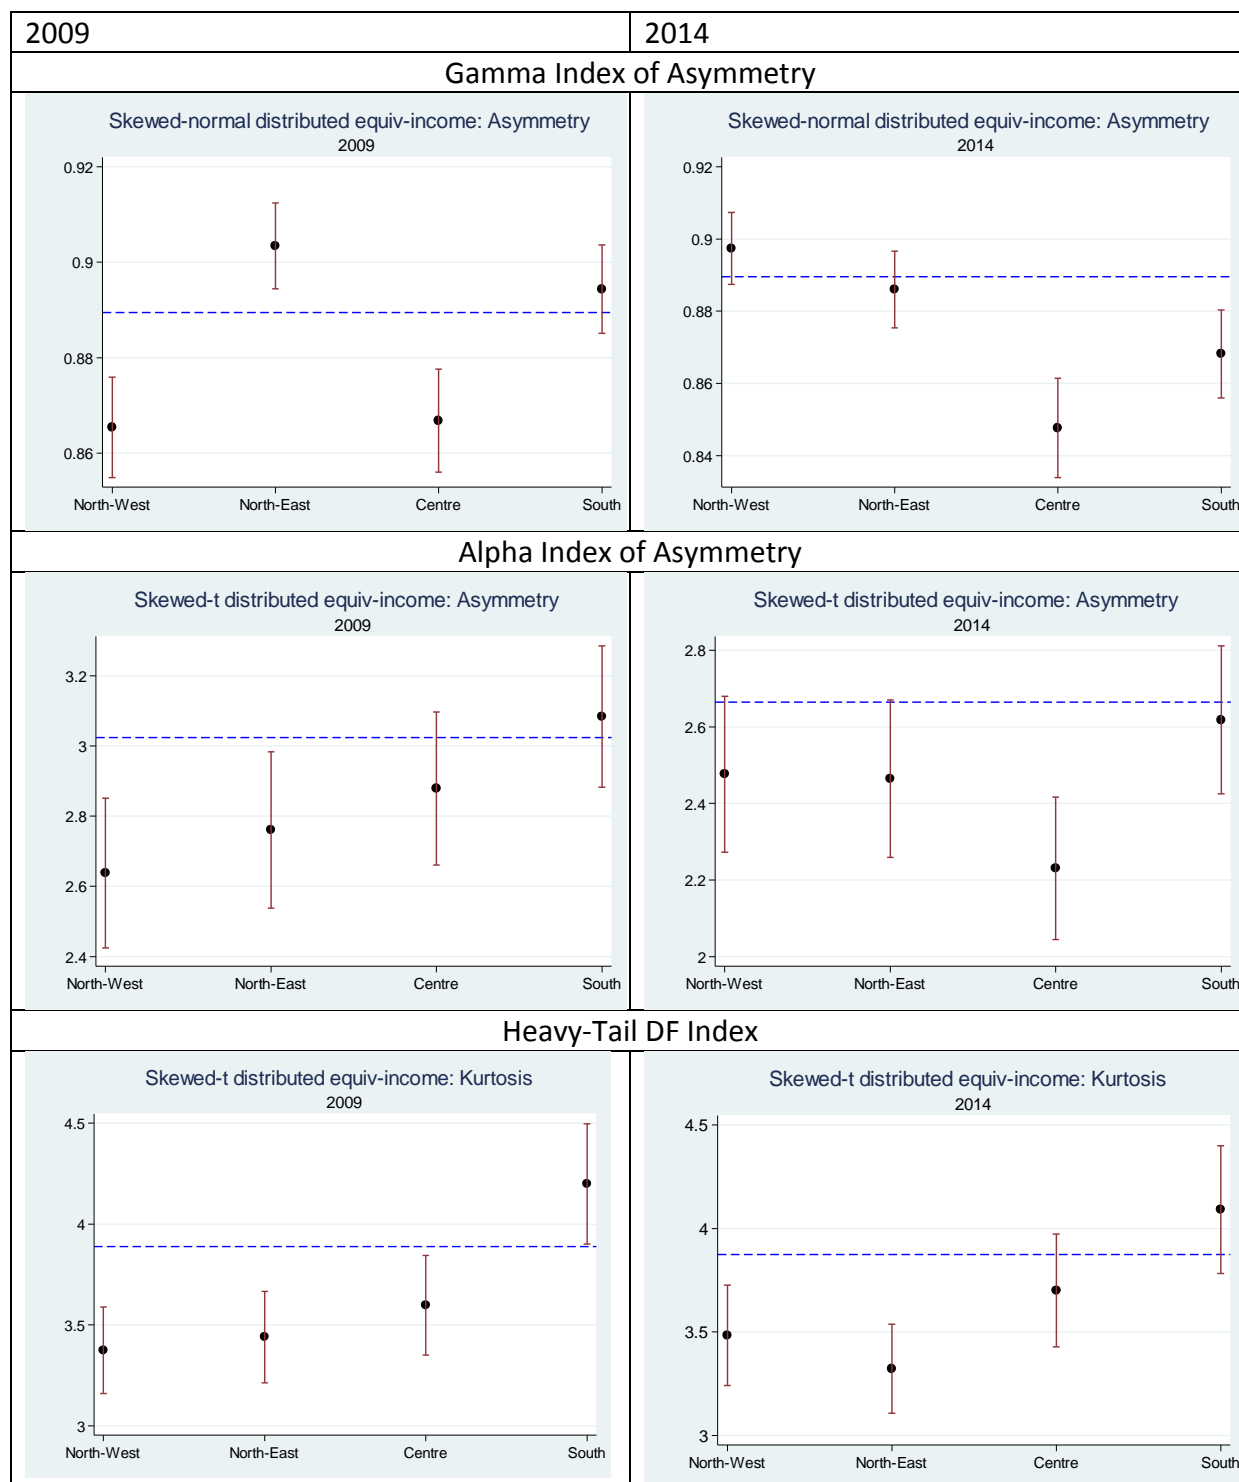 2009 2014
Gamma Index of Asymmetry
Skewed-normal distributed equiv-income: Asymmetry
2009
0.92
0.9
0.88
0.86
North-West North-East Centre South
Skewed-normal distributed equiv-income: Asymmetry
2014
0.92
0.9
0.88
0.86
0.84
North-West North-East Centre South
Alpha Index of Asymmetry
Skewed-t distributed equiv-income: Asymmetry
2009
3.2
3
2.8
2.6
2.4
North-West North-East Centre South
Skewed-t distributed equiv-income: Asymmetry
2014
2.8
2.6
2.4
2.2
2
North-West North-East Centre South
Heavy-Tail DF Index
Skewed-t distributed equiv-income: Kurtosis
2009
4.5
4
3.5
3
North-West North-East Centre South
Skewed-t distributed equiv-income: Kurtosis
2014
4.5
4
3.5
3
North-West North-East Centre South